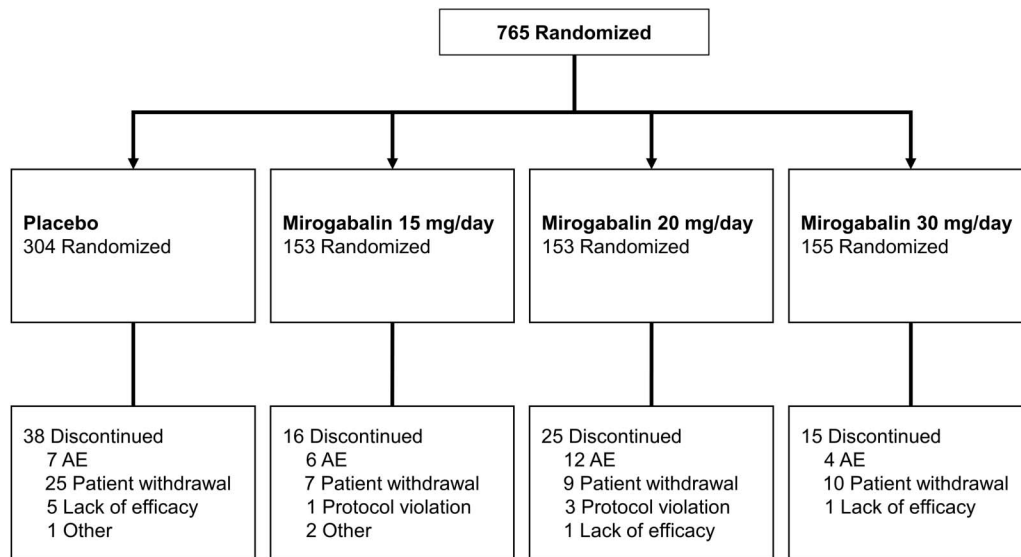 765 Randomized
Placebo
304 Randomized
Mirogabalin 15 mg/day
153 Randomized
Mirogabalin 20 mg/day
153 Randomized
Mirogabalin 30 mg/day
155 Randomized
38 Discontinued
7 AE
25 Patient withdrawal
5 Lack of efficacy
1 Other
16 Discontinued
6 AE
7 Patient withdrawal
1 Protocol violation
2 Other
25 Discontinued
12 AE
9 Patient withdrawal
3 Protocol violation
1 Lack of efficacy
15 Discontinued
4 AE
10 Patient withdrawal
1 Lack of efficacy